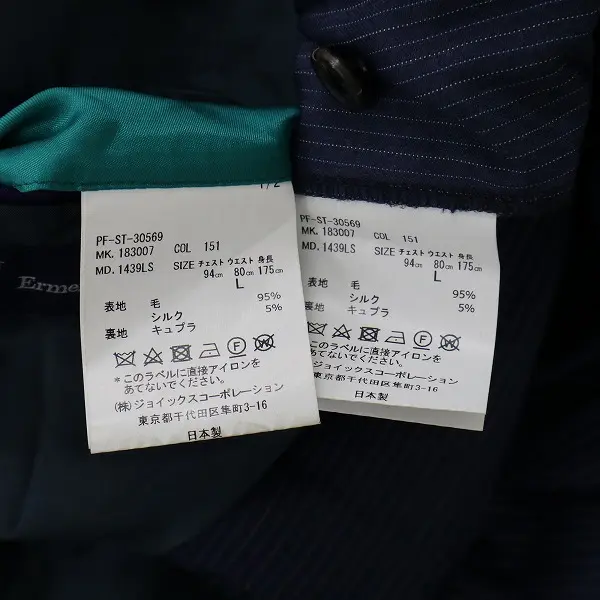 PF-ST-30569
MK. 183007 COL 151
MD. 1439LS SIZE チェスト ウエスト 身長
94cm 80cm 175cm
L
表地 毛 95%
シルク 5%
裏地 キュプラ
*このラベルに直接アイロンを
あてないでください。
(株)ジョイックスコーポレーション
東京都千代田区隼町3-16
日本製
PF-ST-30569
MK. 183007 COL 151
MD. 1439LS SIZE チェスト ウエスト 身長
94cm 80cm 175cm
L
表地 毛 95%
シルク 5%
裏地 キュプラ
このラベルに直接アイロンを
あてないでください。
ジョイックスコーポレーション
東京都千代田区隼町3-16
日本製